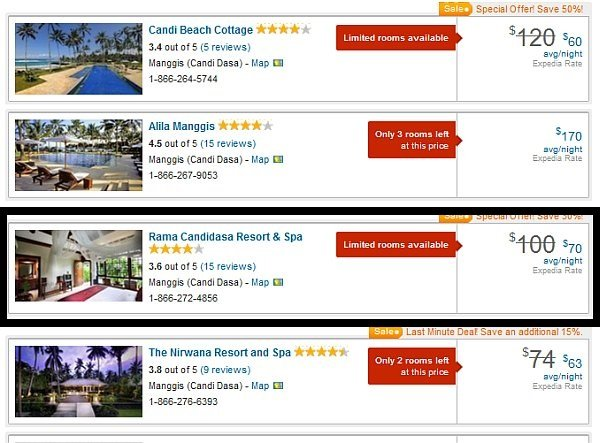 Sale Special Offer! Save 50%!
Candi Beach Cottage
3.4 out of 5 (5 reviews)
Manggis (Candi Dasa) - Map
1-866-264-5744
Limited rooms available
$120 $60
avg/night
Expedia Rate
Alila Manggis
4.5 out of 5 (15 reviews)
Manggis (Candi Dasa) - Map
1-866-267-9053
Only 3 rooms left
at this price
$170
avg/night
Expedia Rate
Sale Special Offer! Save 30%!
Rama Candidasa Resort & Spa
3.6 out of 5 (15 reviews)
Manggis (Candi Dasa) - Map
1-866-272-4856
Limited rooms available
$100 $70
avg/night
Expedia Rate
Sale Last Minute Deal! Save an additional 15%.
The Nirwana Resort and Spa
3.8 out of 5 (9 reviews)
Manggis (Candi Dasa) - Map
1-866-276-6393
Only 2 rooms left
at this price
$74 $63
avg/night
Expedia Rate